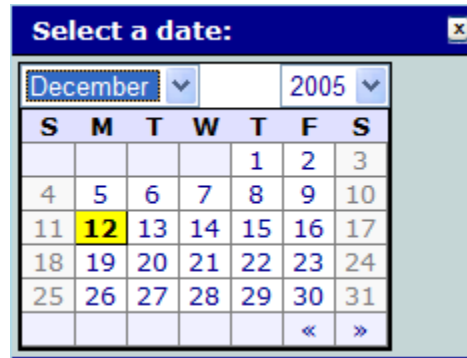 Select a date: x
December 2005
S M T W T F S
1 2 3
4 5 6 7 8 9 10
11 12 13 14 15 16 17
18 19 20 21 22 23 24
25 26 27 28 29 30 31
« »